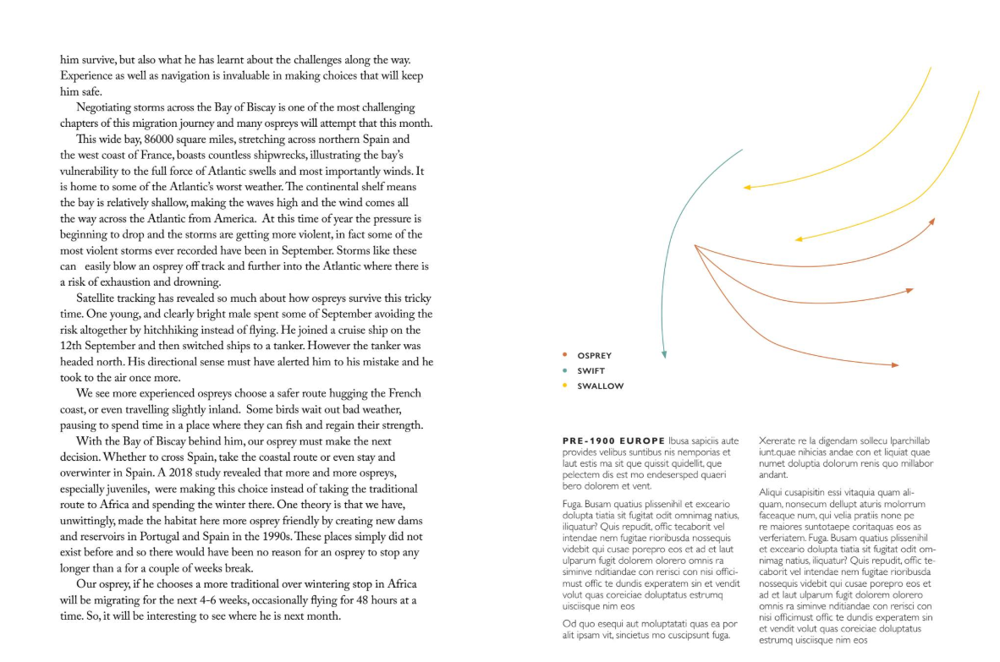 him survive, but also what he has learnt about the challenges along the way.
Experience as well as navigation is invaluable in making choices that will keep
him safe.
Negotiating storms across the Bay of Biscay is one of the most challenging
chapters of this migration journey and many ospreys will attempt that this month.
This wide bay, 86000 square miles, stretching across northern Spain and
the west coast of France, boasts countless shipwrecks, illustrating the bay's
vulnerability to the full force of Atlantic swells and most importantly winds. It
is home to some of the Atlantic's worst weather. The continental shelf means
the bay is relatively shallow, making the waves high and the wind comes all
the way across the Atlantic from America.  At this time of year the pressure is
beginning to drop and the storms are getting more violent, in fact some of the
most violent storms ever recorded have been in September. Storms like these
can   easily blow an osprey off track and further into the Atlantic where there is
a risk of exhaustion and drowning.
Satellite tracking has revealed so much about how ospreys survive this tricky
time. One young, and clearly bright male spent some of September avoiding the
risk altogether by hitchhiking instead of flying. He joined a cruise ship on the
12th September and then switched ships to a tanker. However the tanker was
headed north. His directional sense must have alerted him to his mistake and he
took to the air once more.
We see more experienced ospreys choose a safer route hugging the French
coast, or even travelling slightly inland.  Some birds wait out bad weather,
pausing to spend time in a place where they can fish and regain their strength.
With the Bay of Biscay behind him, our osprey must make the next
decision. Whether to cross Spain, take the coastal route or even stay and
overwinter in Spain. A 2018 study revealed that more and more ospreys,
especially juveniles,  were making this choice instead of taking the traditional
route to Africa and spending the winter there. One theory is that we have,
unwittingly, made the habitat here more osprey friendly by creating new dams
and reservoirs in Portugal and Spain in the 1990s. These places simply did not
exist before and so there would have been no reason for an osprey to stop any
longer than a for a couple of weeks break.
Our osprey, if he chooses a more traditional over wintering stop in Africa
will be migrating for the next 4-6 weeks, occasionally flying for 48 hours at a
time. So, it will be interesting to see where he is next month.
OSPREY
SWIFT
SWALLOW
PRE-1900 EUROPE Ibusa sapiciis aute
provides velibus suntibus nis nemporias et
laut estis ma sit que quissit quidellit, que
pelectem dis est mo endesersped quaeri
bero dolorem et vent.
Fuga. Busam quatius plissenihil et exceario
dolupta tiatia sit fugitat odit omnimag natius,
iliquatur? Quis repudit, offic tecaborit vel
intendae nem fugitae rioribusda nossequis
videbit qui cusae porepro eos et ad et laut
ulparum fugit dolorem olorero omnis ra
siminve nditiandae con rerisci con nisi offici-
must offic te dundis experatem sin et vendit
volut quas coreiciae doluptatus estrumq
uisciisque nim eos
Od quo esequi aut moluptatati quas ea por
alit ipsam vit, sincietus mo cuscipsunt fuga.
Xererate re la digendam sollecu lparchillab
iunt.quae nihicias andae con et liquiat quae
numet doluptia dolorum renis quo millabor
andant.
Aliqui cusapisitin essi vitaquia quam ali-
quam, nonsecum dellupt aturis molorrum
faceaque num, qui velia pratiis none pe
re maiores suntotaepe coritaquas eos as
verferiatem. Fuga. Busam quatius plissenihil
et exceario dolupta tiatia sit fugitat odit om-
nimag natius, iliquatur? Quis repudit, offic te-
caborit vel intendae nem fugitae rioribusda
nossequis videbit qui cusae porepro eos et
ad et laut ulparum fugit dolorem olorero
omnis ra siminve nditiandae con rerisci con
nisi officimust offic te dundis experatem sin
et vendit volut quas coreiciae doluptatus
estrumq uisciisque nim eos